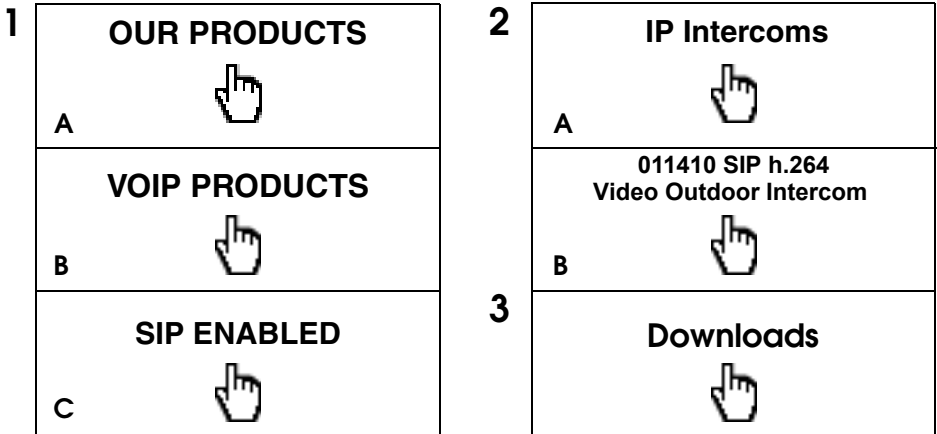 1
OUR PRODUCTS
A
VOIP PRODUCTS
B
SIP ENABLED
C
2
IP Intercoms
A
011410 SIP h.264
Video Outdoor Intercom
B
3
Downloads